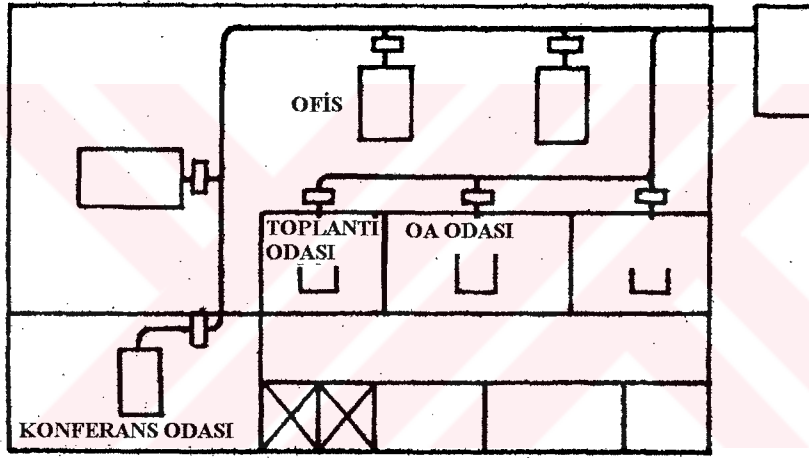 OFİS
TOPLANTI
ODASI
OA ODASI
KONFERANS ODASI